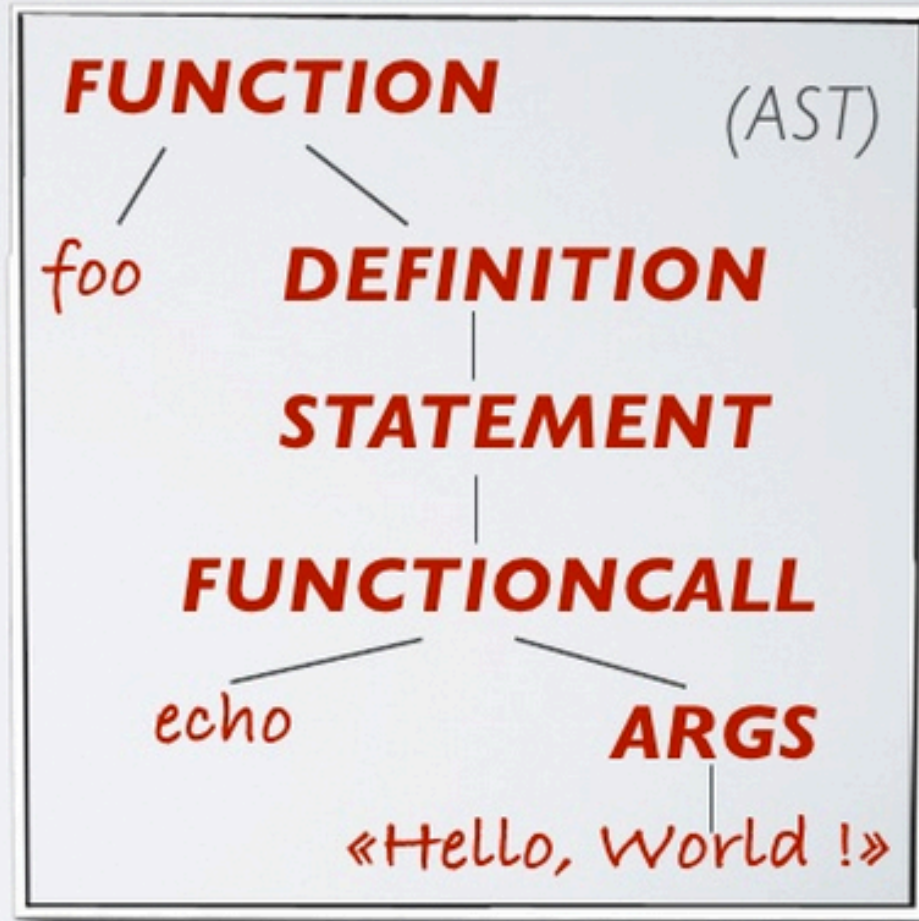 FUNCTION
(AST)
foo
DEFINITION
STATEMENT
FUNCTIONCALL
echo
ARGS
«Hello, World !»